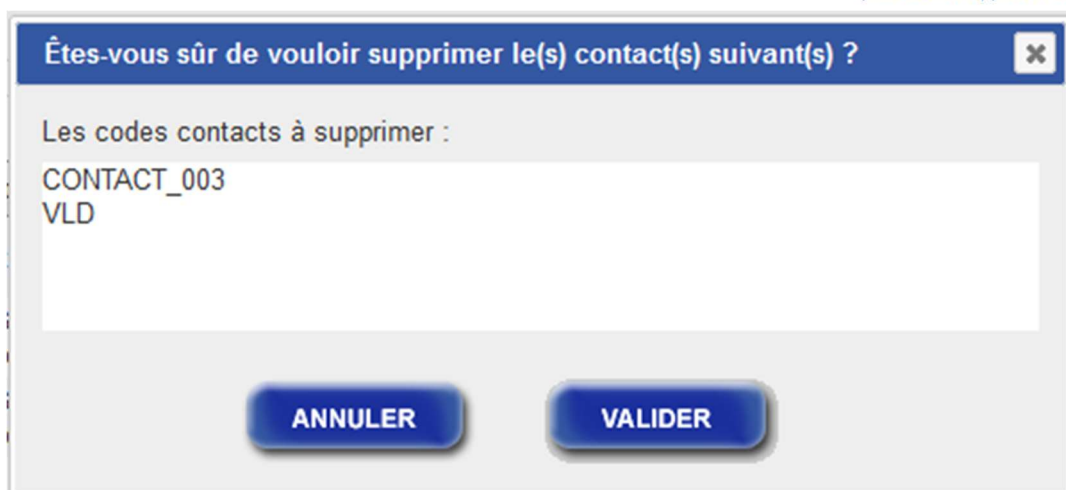 Êtes-vous sûr de vouloir supprimer le(s) contact(s) suivant(s) ?
Les codes contacts à supprimer :
CONTACT_003
VLD
ANNULER VALIDER